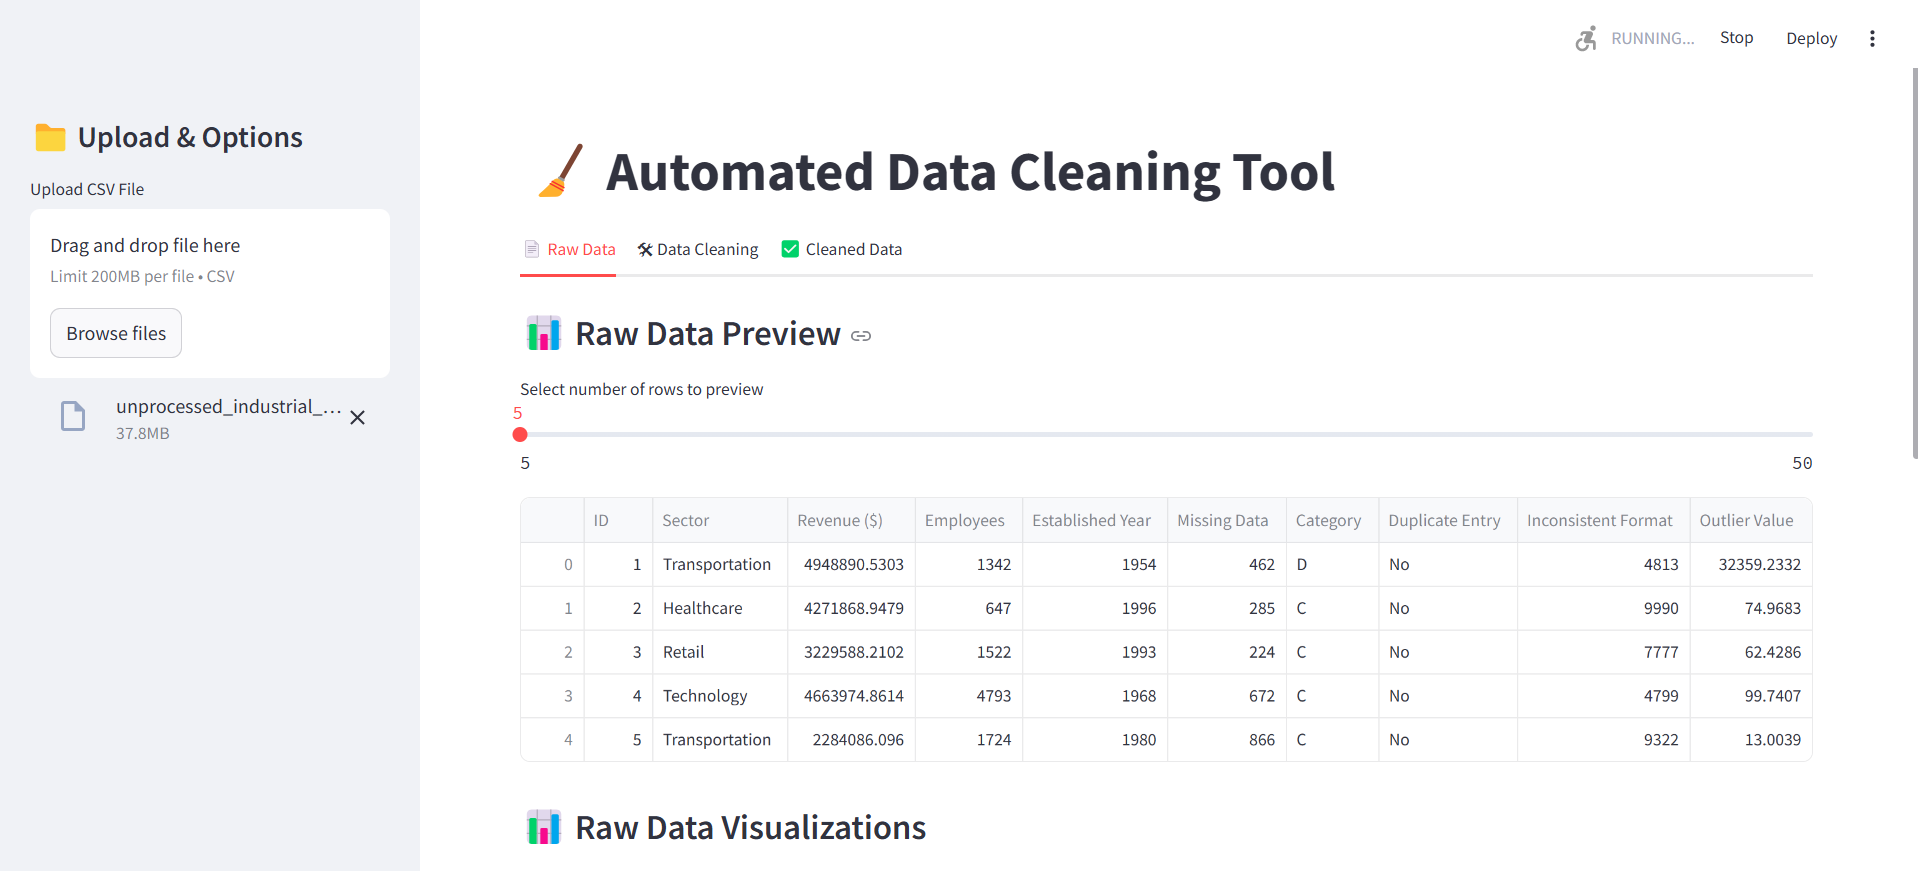 RUNNING...
Stop
Deploy
Upload & Options
Upload CSV File
Drag and drop file here
Limit 200MB per file • CSV
Browse files
unprocessed_industrial_...
37.8MB
Automated Data Cleaning Tool
Raw Data
Data Cleaning
Cleaned Data
Raw Data Preview
Select number of rows to preview
5
5 50
ID Sector Revenue ($) Employees Established Year Missing Data Category Duplicate Entry Inconsistent Format Outlier Value
0 1 Transportation 4948890.5303 1342 1954 462 D No 4813 32359.2332
1 2 Healthcare 4271868.9479 647 1996 285 C No 9990 74.9683
2 3 Retail 3229588.2102 1522 1993 224 C No 7777 62.4286
3 4 Technology 4663974.8614 4793 1968 672 C No 4799 99.7407
4 5 Transportation 2284086.096 1724 1980 866 C No 9322 13.0039
Raw Data Visualizations